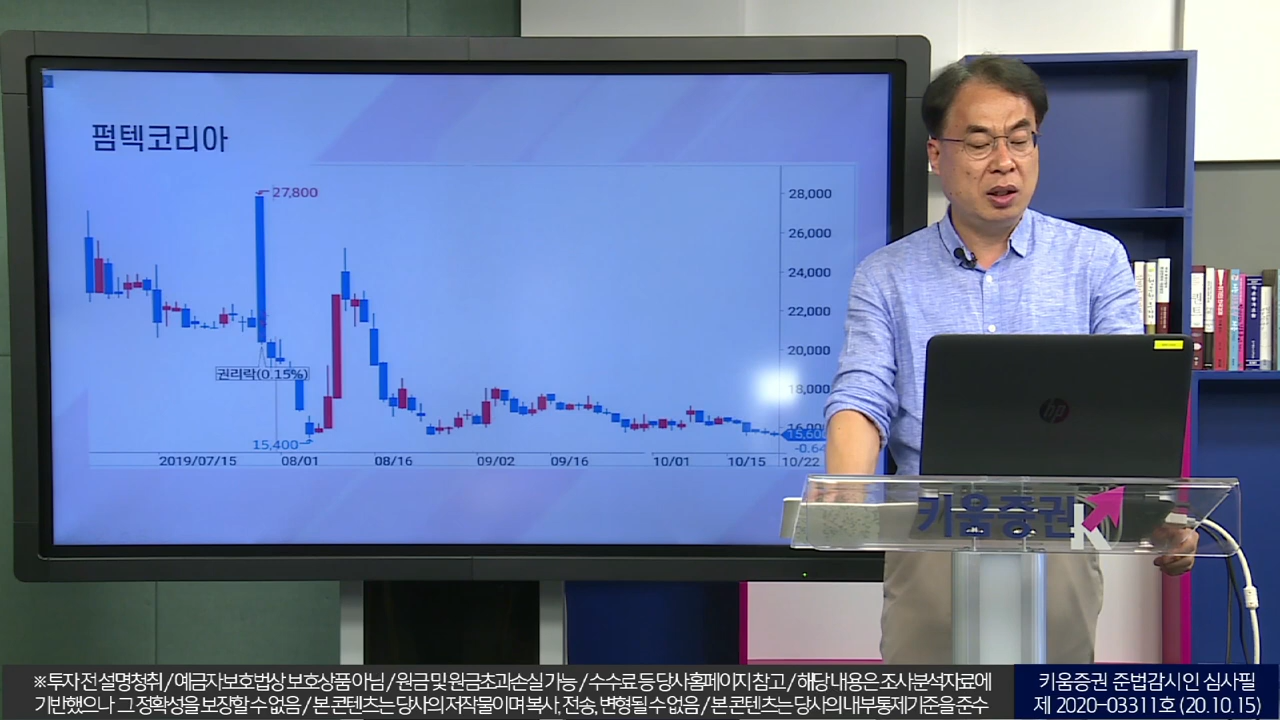 펌텍코리아
27,800
28,000
26,000
24,000
22,000
20,000
18,000
16,000
15,600
-0.64
권리락(0.15%)
15,400
2019/07/15
08/01
08/16
09/02
09/16
10/01
10/15
10/22
hp
키움증권
※ 투자 전 설명청취 / 예금자보호법상 보호상품 아님 / 원금 및 원금초과손실 가능 / 수수료 등 당사홈페이지 참고 / 해당 내용은 조사분석자료에
기반했으나 그 정확성을 보장할 수 없음 / 본 콘텐츠는 당사의 저작물이며 복사, 전송, 변형될 수 없음 / 본 콘텐츠는 당사의 내부통제기준을 준수
키움증권 준법감시인 심사필
제 2020-03311호 (20.10.15)